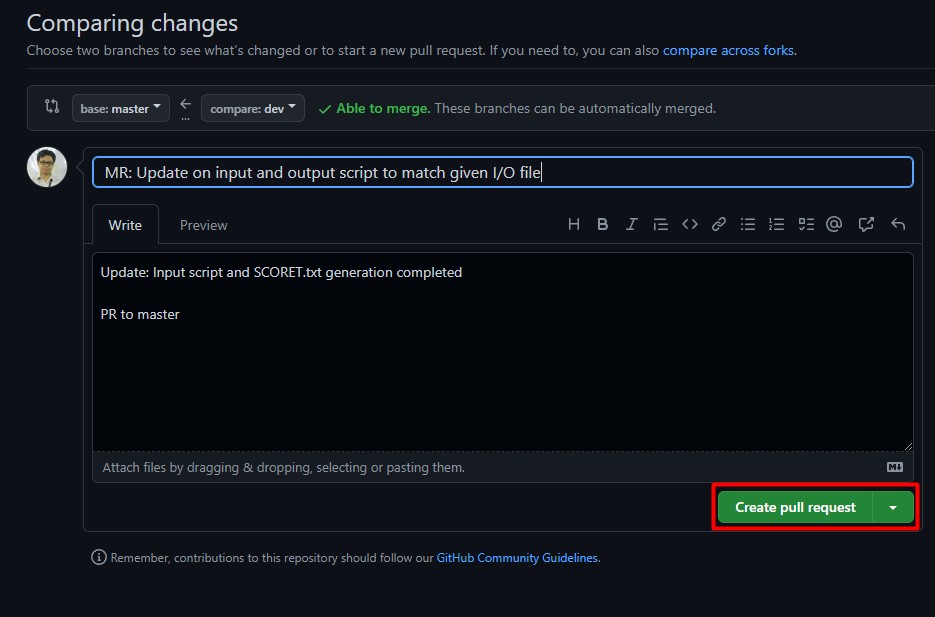 Comparing changes
Choose two branches to see what's changed or to start a new pull request. If you need to, you can also compare across forks.
base: master
compare: dev
Able to merge. These branches can be automatically merged.
MR: Update on input and output script to match given I/O file
Write
Preview
Update: Input script and SCORET.txt generation completed
PR to master
Attach files by dragging & dropping, selecting or pasting them.
Create pull request
Remember, contributions to this repository should follow our GitHub Community Guidelines.